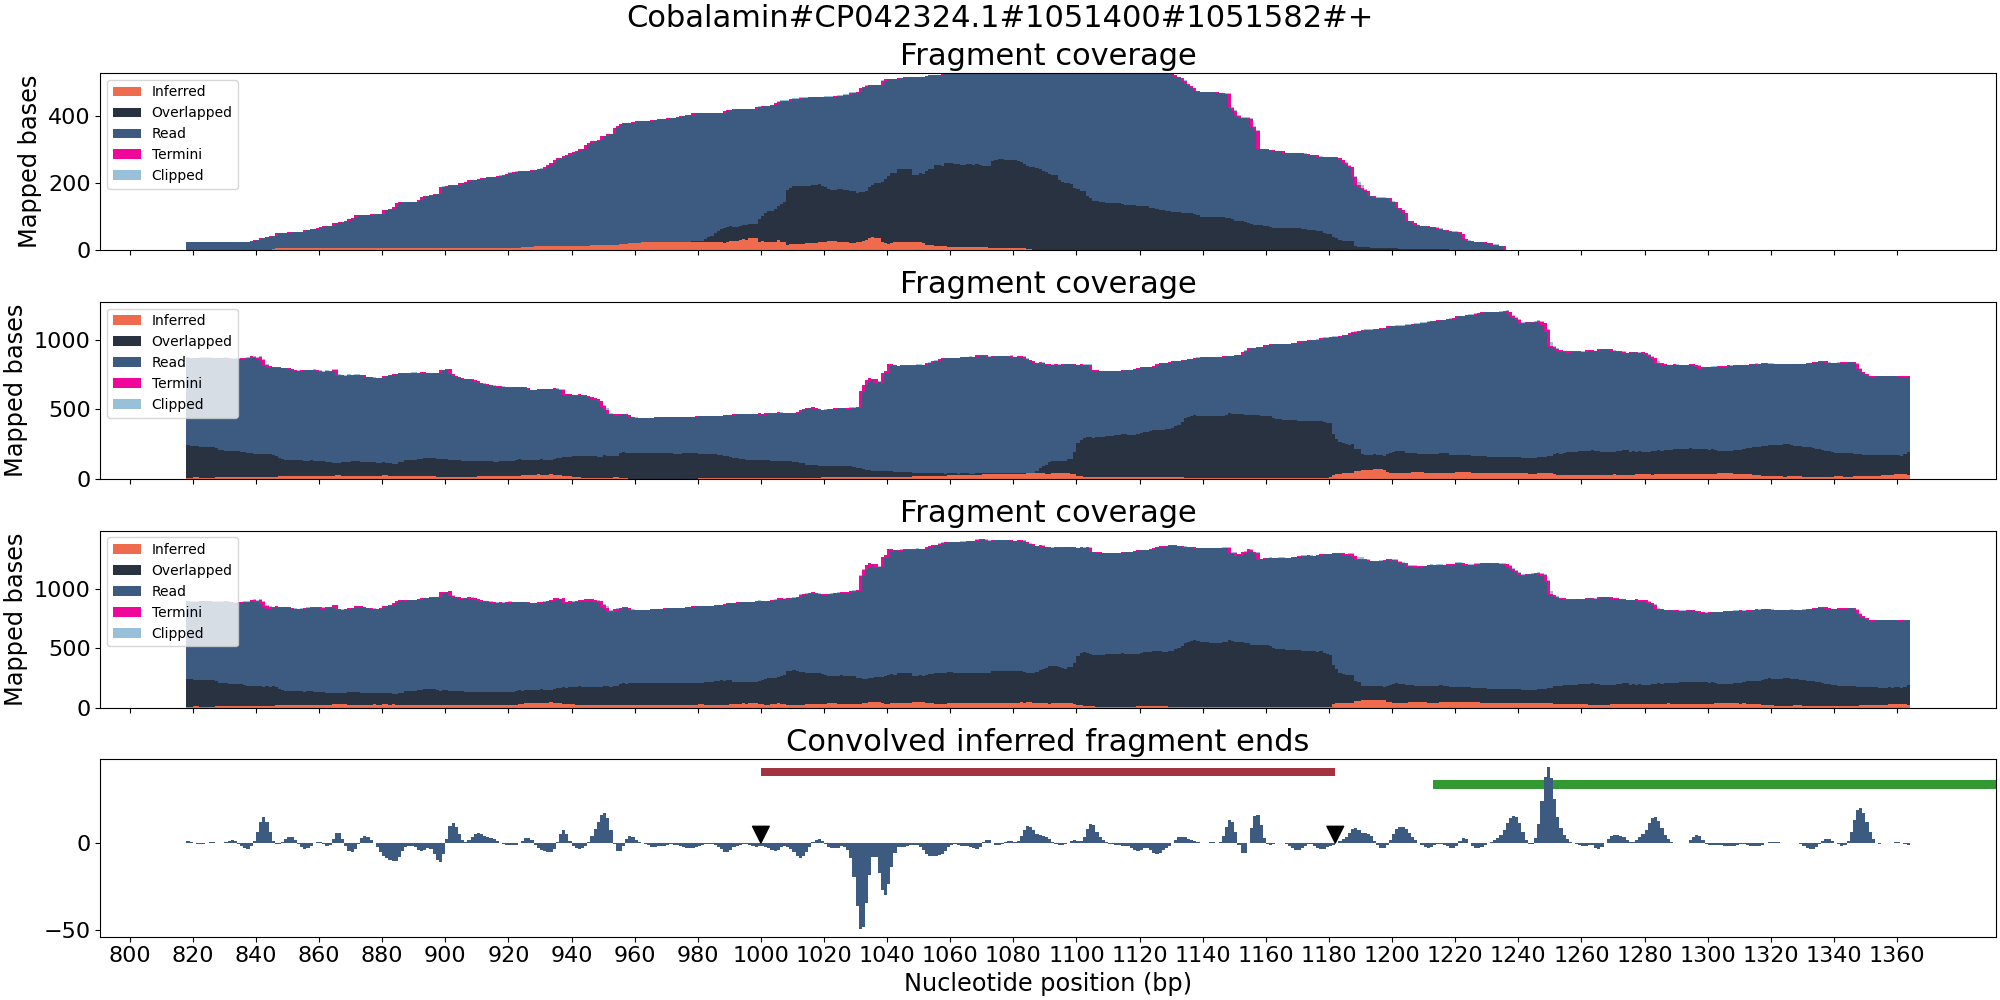 Cobalamin#CP042324.1#1051400#1051582#+
Fragment coverage
Mapped bases
400
200
0
Inferred
Overlapped
Read
Termini
Clipped
Fragment coverage
Mapped bases
1000
500
0
Inferred
Overlapped
Read
Termini
Clipped
Fragment coverage
Mapped bases
1000
500
0
Inferred
Overlapped
Read
Termini
Clipped
Convolved inferred fragment ends
0
−50
800 820 840 860 880 900 920 940 960 980 1000 1020 1040 1060 1080 1100 1120 1140 1160 1180 1200 1220 1240 1260 1280 1300 1320 1340 1360
Nucleotide position (bp)